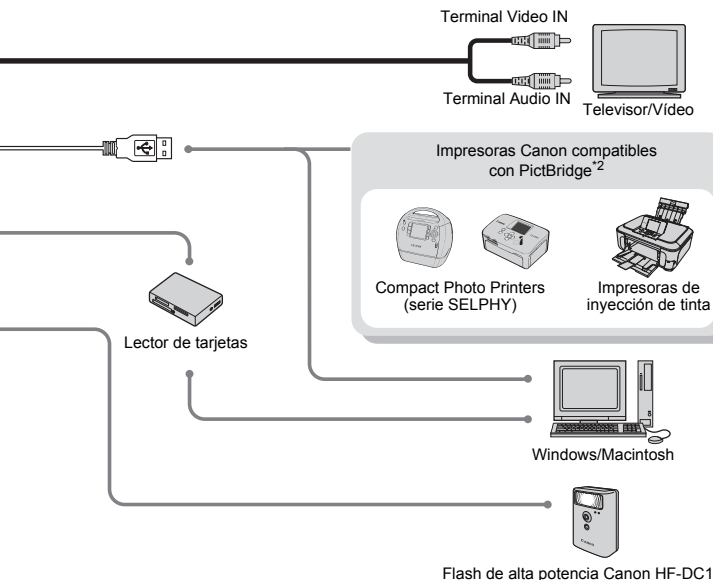 Terminal Video IN
Terminal Audio IN
Televisor/Vídeo
Impresoras Canon compatibles
con PictBridge*2
Compact Photo Printers
(serie SELPHY)
Impresoras de
inyección de tinta
Lector de tarjetas
Windows/Macintosh
Canon
Flash de alta potencia Canon HF-DC1